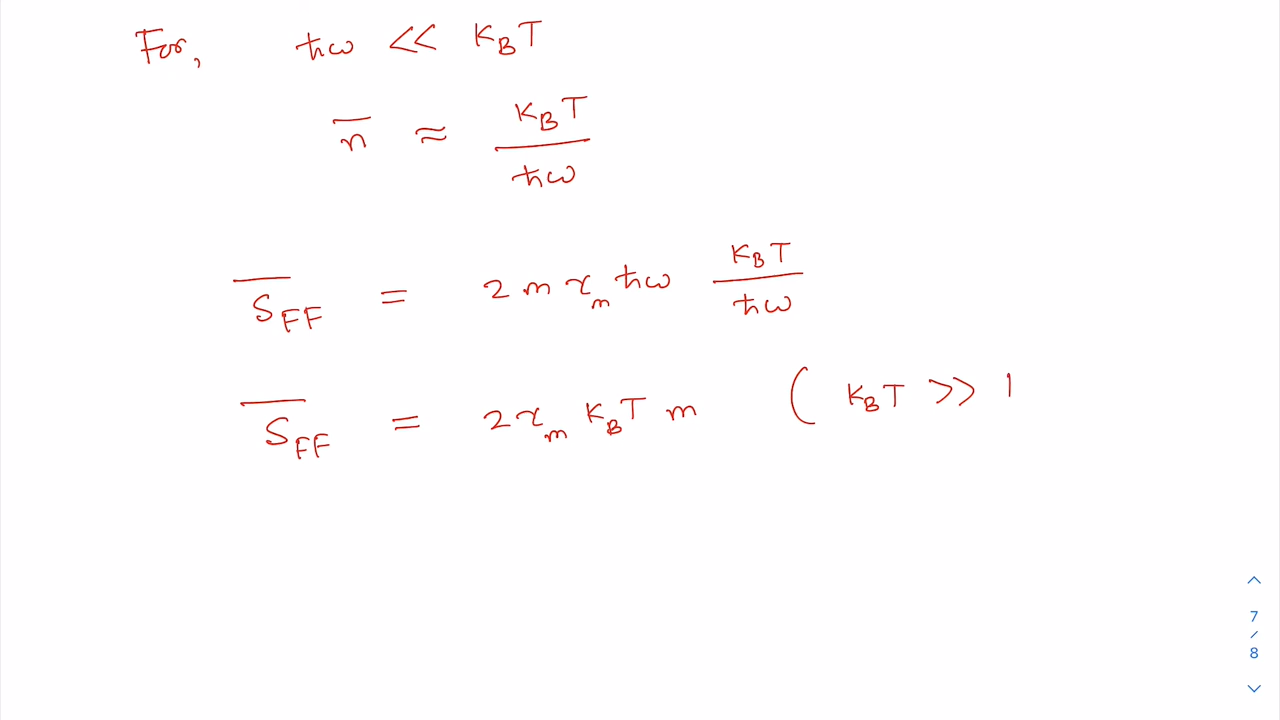 For, ħω << K_B T
n̅ ≈ K_B T / ħω
S̅_FF = 2 m γ_m ħω K_B T / ħω
S̅_FF = 2 γ_m K_B T m ( K_B T >> 1
7
/
8